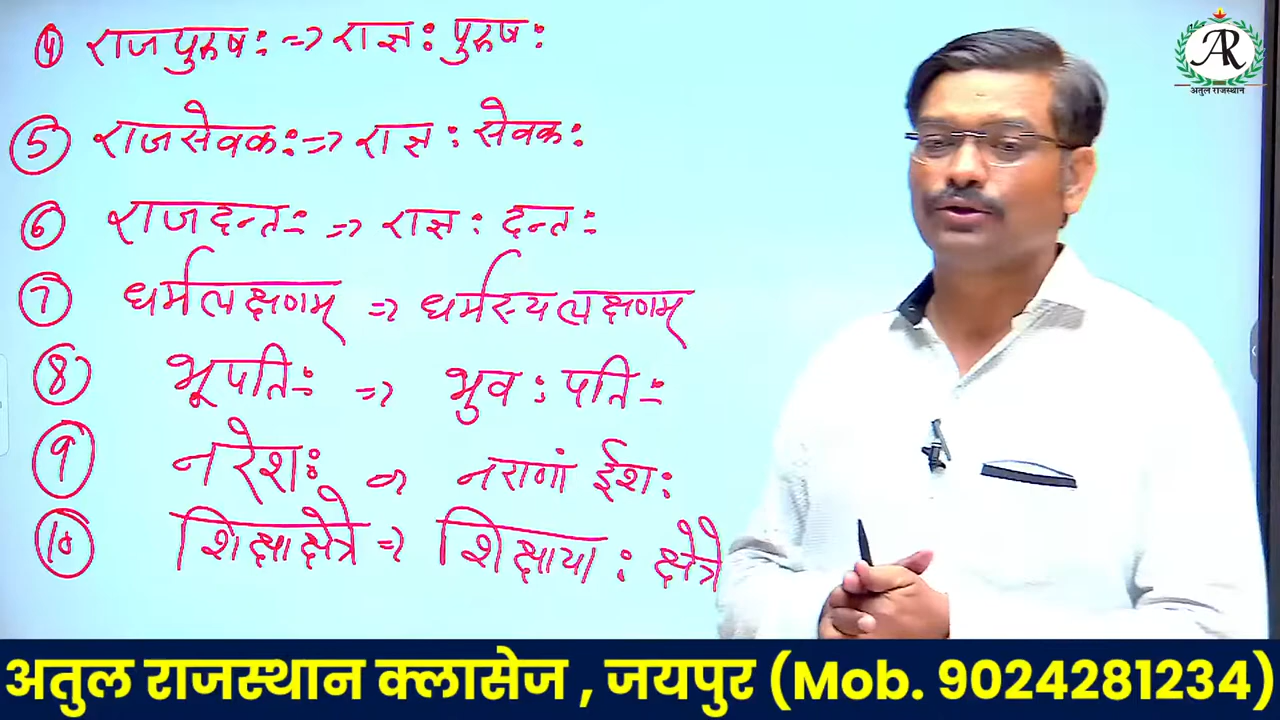 ④ राजपुरुषः => राज्ञः पुरुषः
⑤ राजसेवकः => राज्ञः सेवकः
⑥ राजदन्तः => राज्ञः दन्तः
⑦ धर्मलक्षणम् => धर्मस्य लक्षणम्
⑧ भूपतिः => भुवः पतिः
⑨ नरेशः => नराणां ईशः
⑩ शिक्षाक्षेत्रे => शिक्षायाः क्षेत्रे
AR
अतुल राजस्थान
अतुल राजस्थान क्लासेज , जयपुर (Mob. 9024281234)